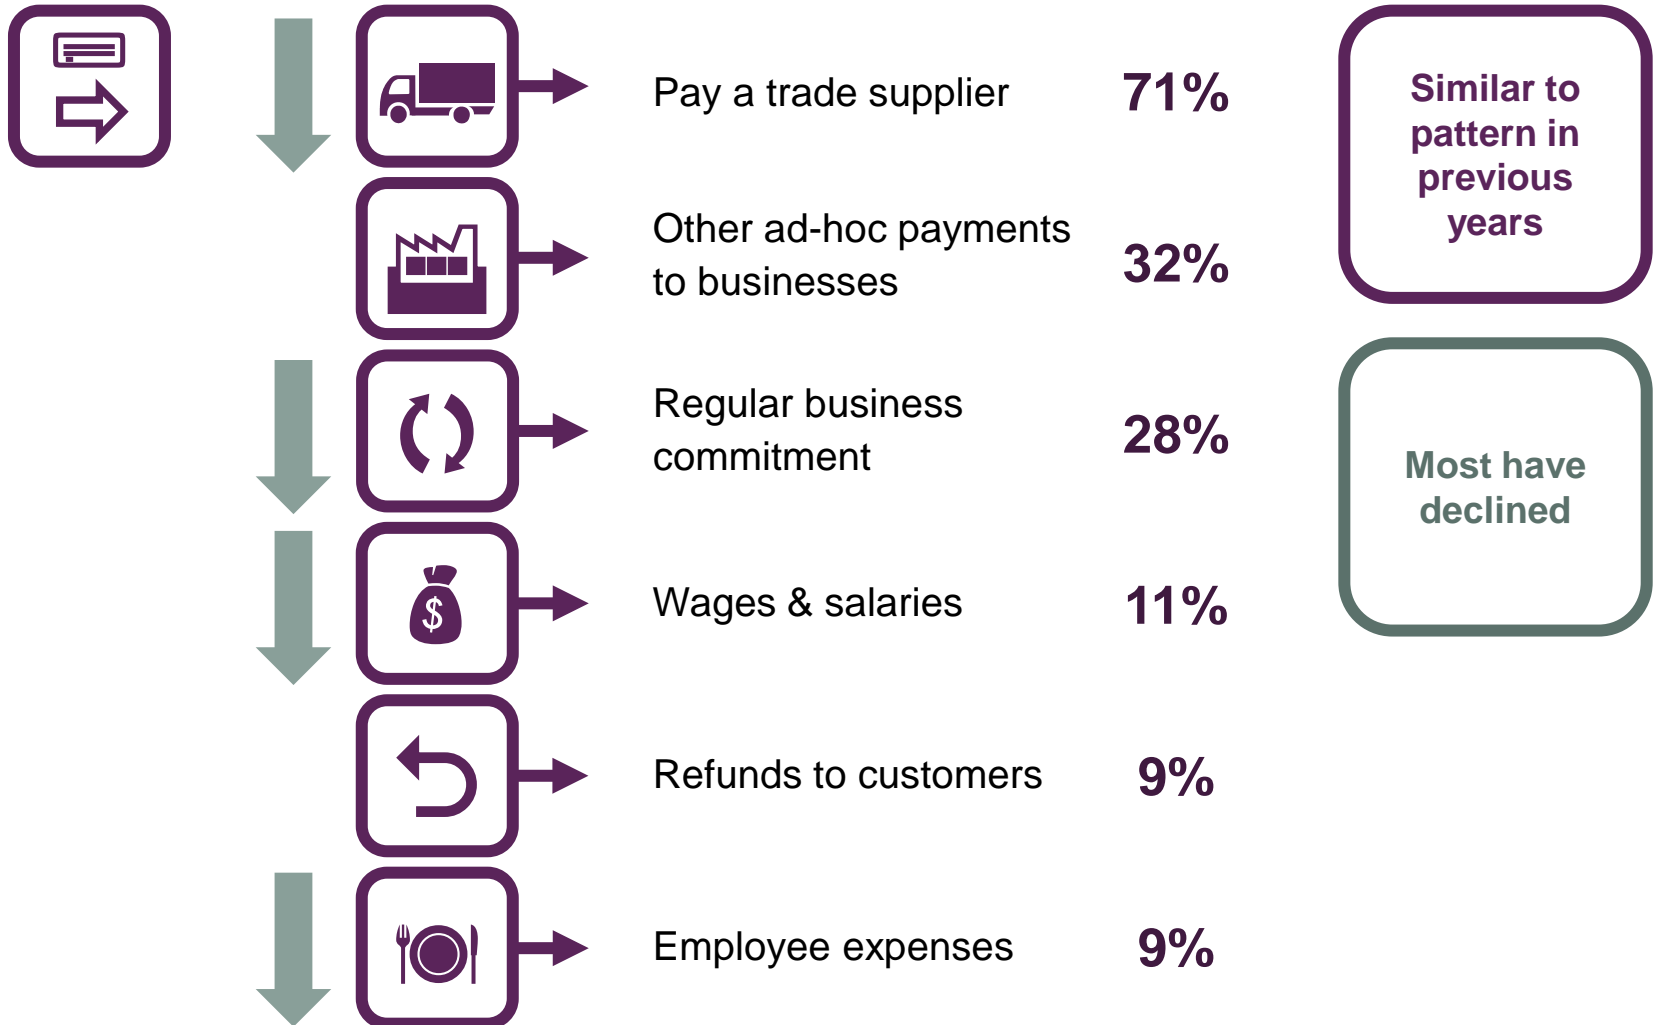 Pay a trade supplier
71%
Other ad-hoc payments
to businesses
32%
Regular business
commitment
28%
$
Wages & salaries
11%
Refunds to customers
9%
Employee expenses
9%
Similar to
pattern in
previous
years
Most have
declined